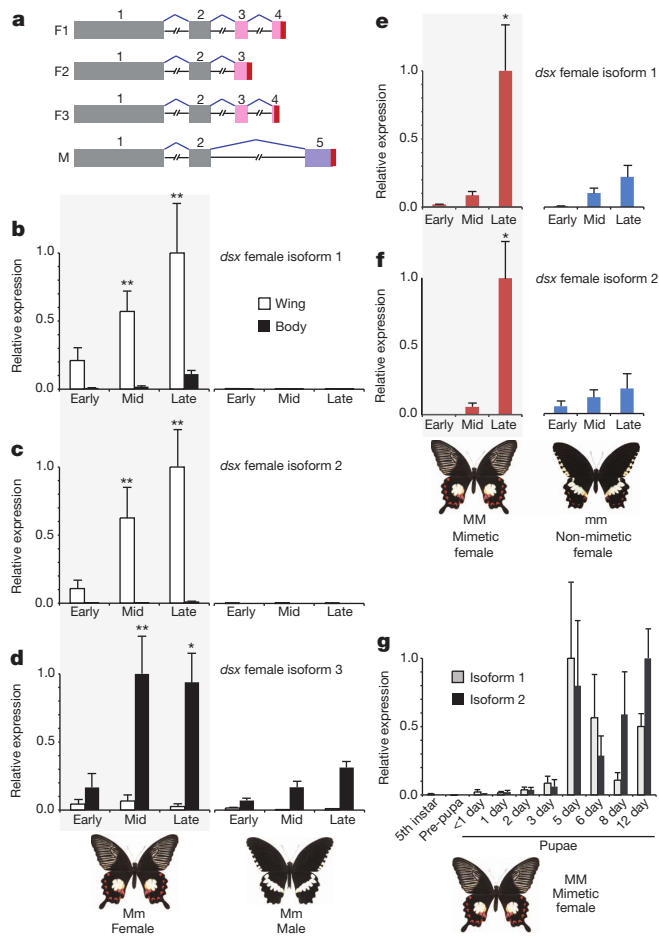 a
1 2 3 4
F1
1 2 3
F2
1 2 3 4
F3
1 2 5
M
b
Relative expression
1.0
0.5
0.0
** **
Early Mid Late
Early Mid Late
dsx female isoform 1
Wing
Body
c
Relative expression
1.0
0.5
0.0
** **
Early Mid Late
Early Mid Late
dsx female isoform 2
d
Relative expression
1.0
0.5
0.0
** *
Early Mid Late
Early Mid Late
dsx female isoform 3
Mm
Female
Mm
Male
e
Relative expression
1.0
0.5
0.0
*
Early Mid Late
Early Mid Late
dsx female isoform 1
f
Relative expression
1.0
0.5
0.0
*
Early Mid Late
Early Mid Late
dsx female isoform 2
MM
Mimetic
female
mm
Non-mimetic
female
g
Relative expression
1.0
0.5
0.0
Isoform 1
Isoform 2
5th instar Pre-pupa <1 day 1 day 2 day 3 day 5 day 6 day 8 day 12 day
Pupae
MM
Mimetic
female